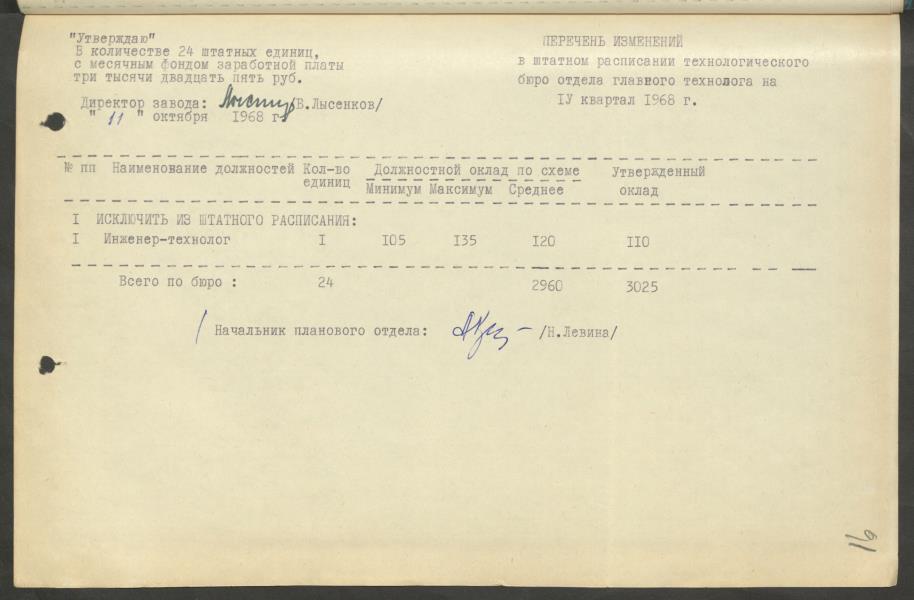 "Утверждаю"
В количестве 24 штатных единиц,
с месячным фондом заработной платы
три тысячи двадцать пять руб.
Директор завода: /В.Лысенков/
" 11 " октября 1968 г.
ПЕРЕЧЕНЬ ИЗМЕНЕНИЙ
в штатном расписании технологического
бюро отдела главного технолога на
IУ квартал 1968 г.
№ пп Наименование должностей Кол-во единиц Должностной оклад по схеме Утвержденный оклад
Минимум Максимум Среднее
I ИСКЛЮЧИТЬ ИЗ ШТАТНОГО РАСПИСАНИЯ:
I Инженер-технолог I I05 I35 I20 II0
Всего по бюро : 24 2960 3025
Начальник планового отдела: /Н.Левина/
16